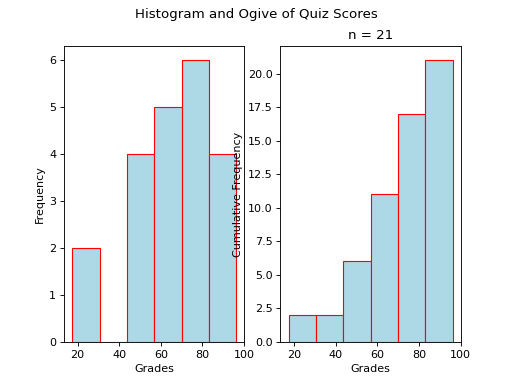 Histogram and Ogive of Quiz Scores
n = 21
6
5
4
3
2
1
0
Frequency
20 40 60 80 100
Grades
20.0
17.5
15.0
12.5
10.0
7.5
5.0
2.5
0.0
Cumulative Frequency
20 40 60 80 100
Grades